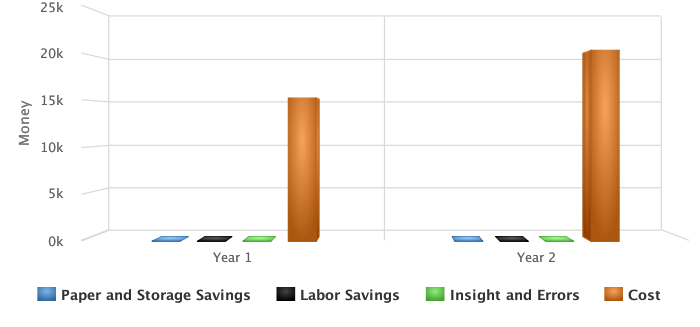 25k
20k
15k
10k
5k
0k
Money
Year 1
Year 2
Paper and Storage Savings
Labor Savings
Insight and Errors
Cost